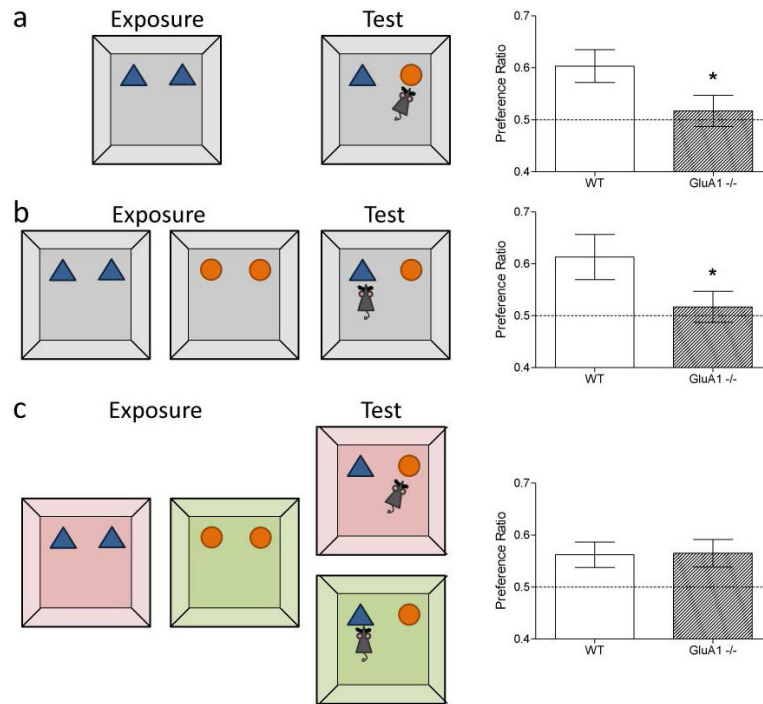 a
Exposure
Test
Preference Ratio
0.7
0.6
0.5
0.4
*
WT
GluA1 -/-
b
Exposure
Test
Preference Ratio
0.7
0.6
0.5
0.4
*
WT
GluA1 -/-
c
Exposure
Test
Preference Ratio
0.7
0.6
0.5
0.4
WT
GluA1 -/-